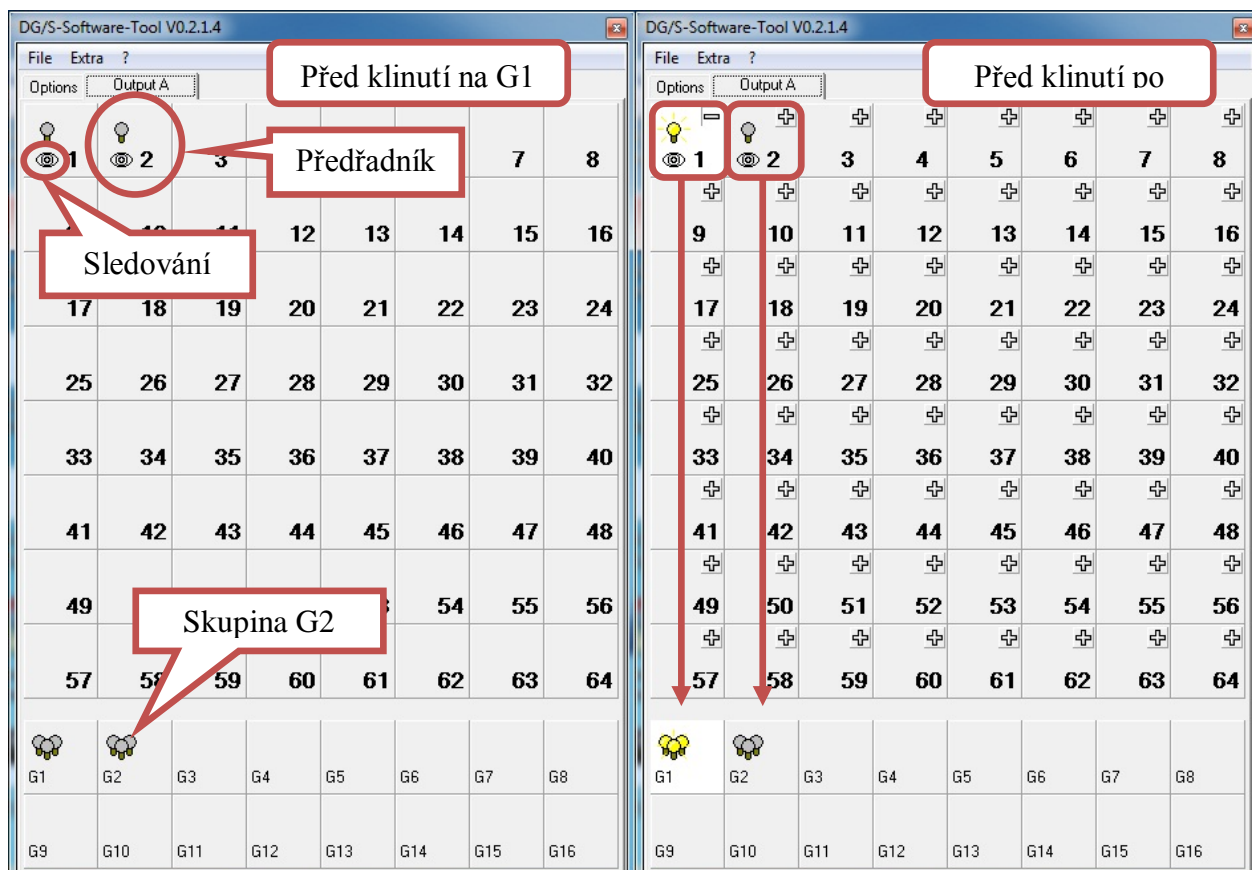 DG/S-Software-Tool V0.2.1.4
File Extra ?
Options Output A
Před klinutí na G1
1 2 3 7 8
Předřadník
12 13 14 15 16
Sledování
17 18 19 20 21 22 23 24
25 26 27 28 29 30 31 32
33 34 35 36 37 38 39 40
41 42 43 44 45 46 47 48
49 54 55 56
Skupina G2
57 58 59 60 61 62 63 64
G1 G2 G3 G4 G5 G6 G7 G8
G9 G10 G11 G12 G13 G14 G15 G16
DG/S-Software-Tool V0.2.1.4
File Extra ?
Options Output A
Před klinutí po
1 2 3 4 5 6 7 8
9 10 11 12 13 14 15 16
17 18 19 20 21 22 23 24
25 26 27 28 29 30 31 32
33 34 35 36 37 38 39 40
41 42 43 44 45 46 47 48
49 50 51 52 53 54 55 56
57 58 59 60 61 62 63 64
G1 G2 G3 G4 G5 G6 G7 G8
G9 G10 G11 G12 G13 G14 G15 G16